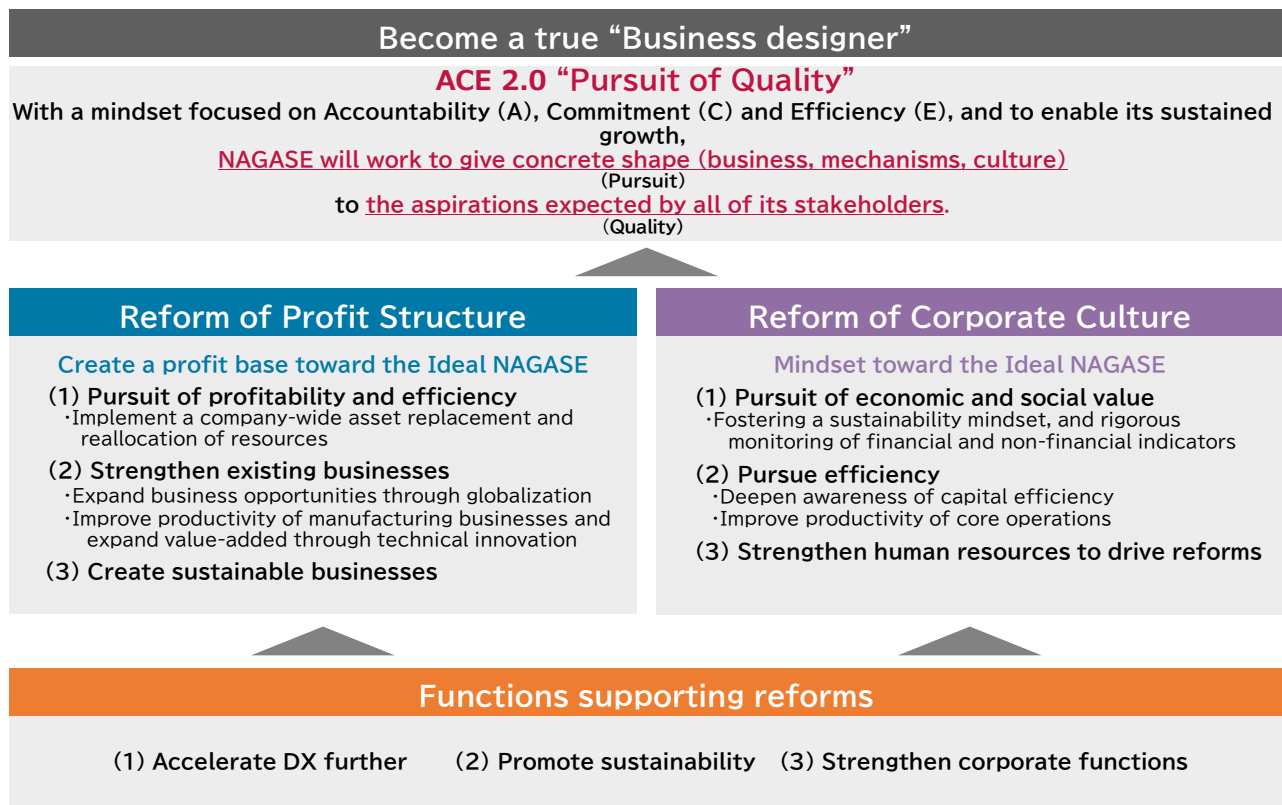 Become a true “Business designer”
ACE 2.0 “Pursuit of Quality”
With a mindset focused on Accountability (A), Commitment (C) and Efficiency (E), and to enable its sustained
growth,
NAGASE will work to give concrete shape (business, mechanisms, culture)
(Pursuit)
to the aspirations expected by all of its stakeholders.
(Quality)
Reform of Profit Structure
Create a profit base toward the Ideal NAGASE
(1) Pursuit of profitability and efficiency
・Implement a company-wide asset replacement and
reallocation of resources
(2) Strengthen existing businesses
・Expand business opportunities through globalization
・Improve productivity of manufacturing businesses and
expand value-added through technical innovation
(3) Create sustainable businesses
Reform of Corporate Culture
Mindset toward the Ideal NAGASE
(1) Pursuit of economic and social value
・Fostering a sustainability mindset, and rigorous
monitoring of financial and non-financial indicators
(2) Pursue efficiency
・Deepen awareness of capital efficiency
・Improve productivity of core operations
(3) Strengthen human resources to drive reforms
Functions supporting reforms
(1) Accelerate DX further (2) Promote sustainability (3) Strengthen corporate functions